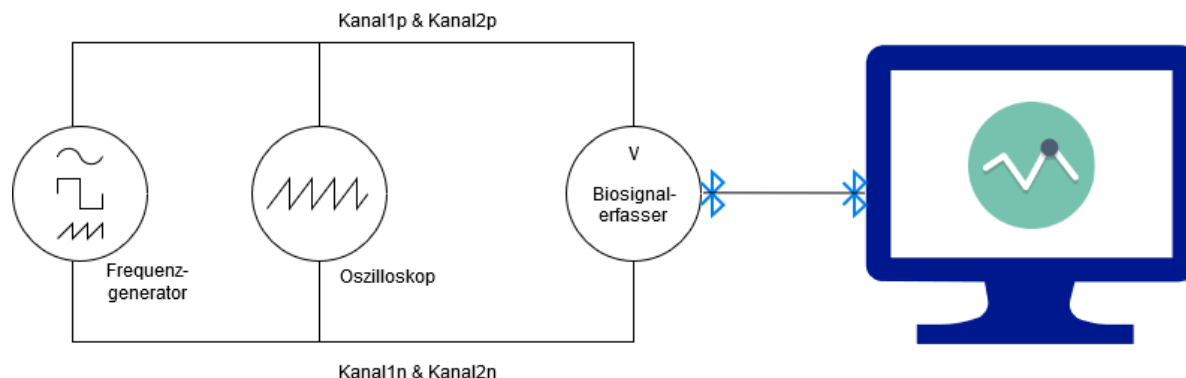 Kanal1p & Kanal2p
V
Biosignal-
erfasser
Frequenz-
generator
Oszilloskop
Kanal1n & Kanal2n